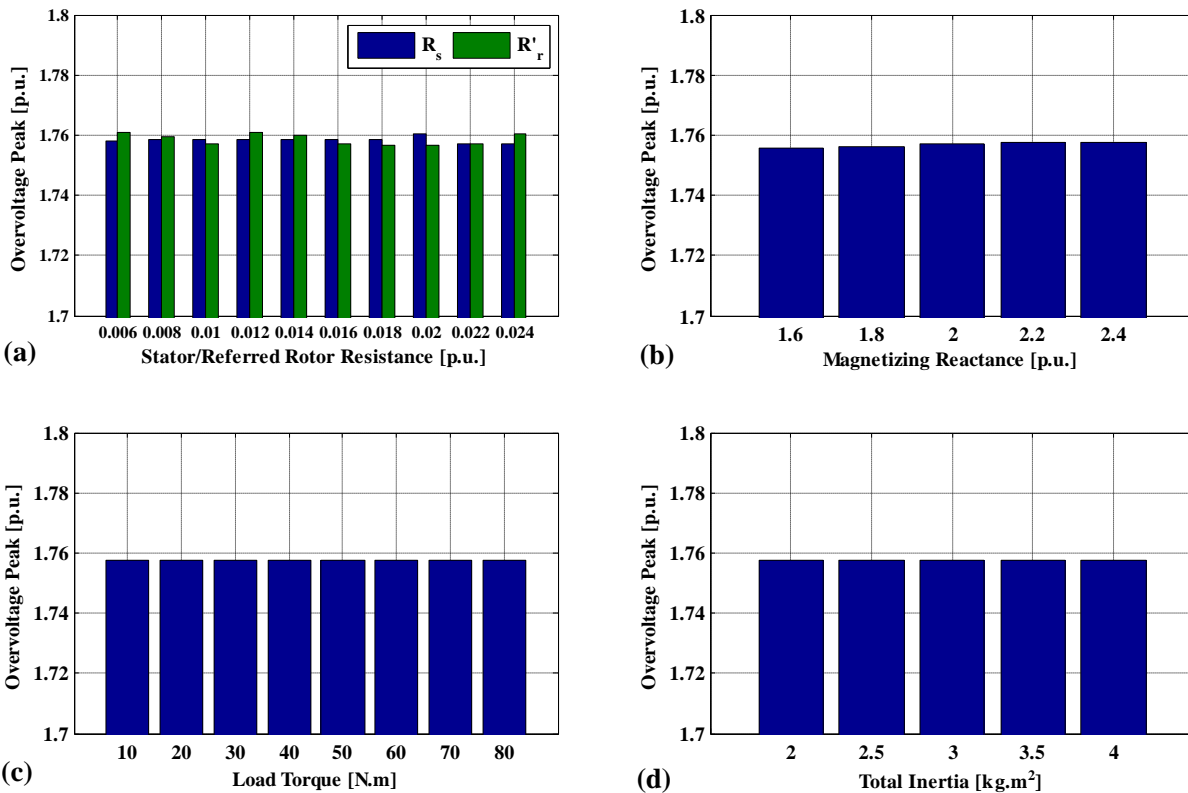 1.8
1.78
1.76
1.74
1.72
1.7
Overvoltage Peak [p.u.]
R_s R'_r
0.006 0.008 0.01 0.012 0.014 0.016 0.018 0.02 0.022 0.024
Stator/Referred Rotor Resistance [p.u.]
(a)
1.8
1.78
1.76
1.74
1.72
1.7
Overvoltage Peak [p.u.]
1.6 1.8 2 2.2 2.4
Magnetizing Reactance [p.u.]
(b)
1.8
1.78
1.76
1.74
1.72
1.7
Overvoltage Peak [p.u.]
10 20 30 40 50 60 70 80
Load Torque [N.m]
(c)
1.8
1.78
1.76
1.74
1.72
1.7
Overvoltage Peak [p.u.]
2 2.5 3 3.5 4
Total Inertia [kg.m²]
(d)